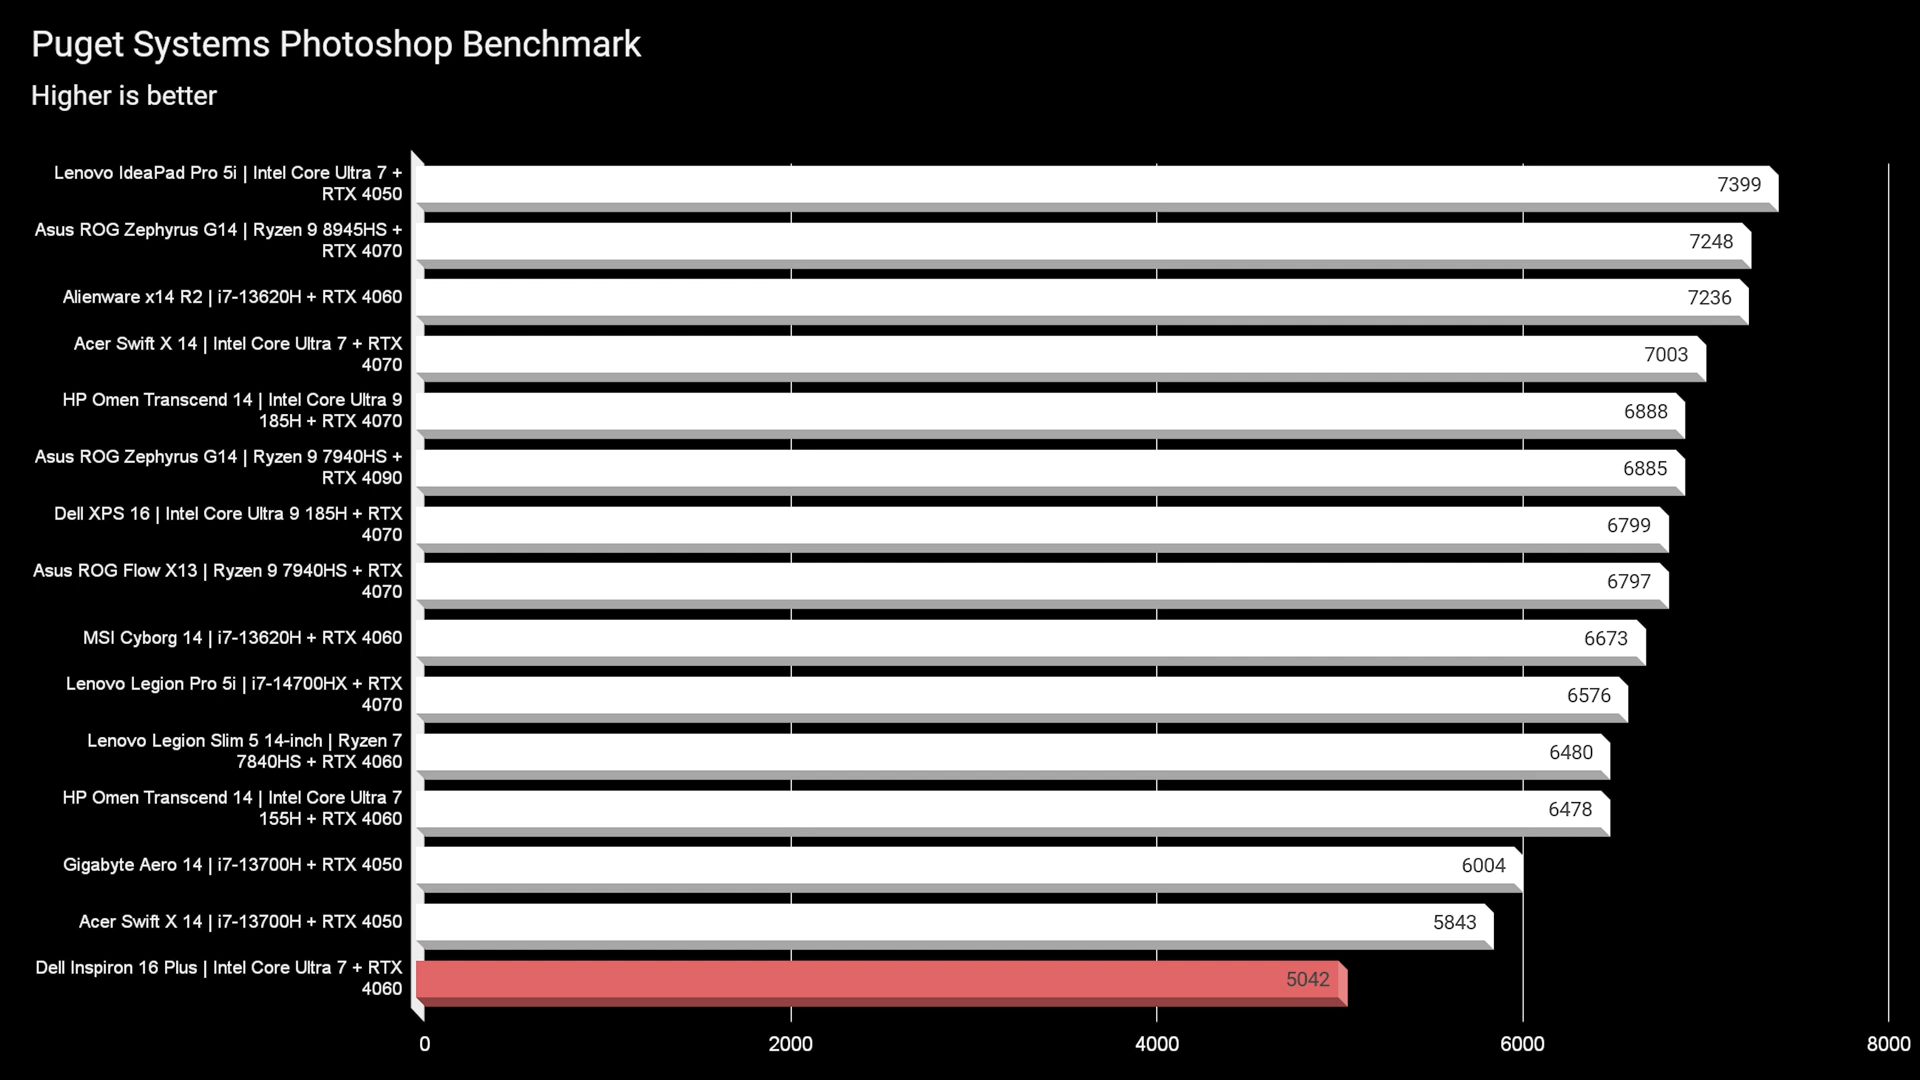 Puget Systems Photoshop Benchmark
Higher is better
Lenovo IdeaPad Pro 5i | Intel Core Ultra 7 +
RTX 4050
7399
Asus ROG Zephyrus G14 | Ryzen 9 8945HS +
RTX 4070
7248
Alienware x14 R2 | i7-13620H + RTX 4060
7236
Acer Swift X 14 | Intel Core Ultra 7 + RTX
4070
7003
HP Omen Transcend 14 | Intel Core Ultra 9
185H + RTX 4070
6888
Asus ROG Zephyrus G14 | Ryzen 9 7940HS +
RTX 4090
6885
Dell XPS 16 | Intel Core Ultra 9 185H + RTX
4070
6799
Asus ROG Flow X13 | Ryzen 9 7940HS + RTX
4070
6797
MSI Cyborg 14 | i7-13620H + RTX 4060
6673
Lenovo Legion Pro 5i | i7-14700HX + RTX
4070
6576
Lenovo Legion Slim 5 14-inch | Ryzen 7
7840HS + RTX 4060
6480
HP Omen Transcend 14 | Intel Core Ultra 7
155H + RTX 4060
6478
Gigabyte Aero 14 | i7-13700H + RTX 4050
6004
Acer Swift X 14 | i7-13700H + RTX 4050
5843
Dell Inspiron 16 Plus | Intel Core Ultra 7 + RTX
4060
5042
0 2000 4000 6000 8000